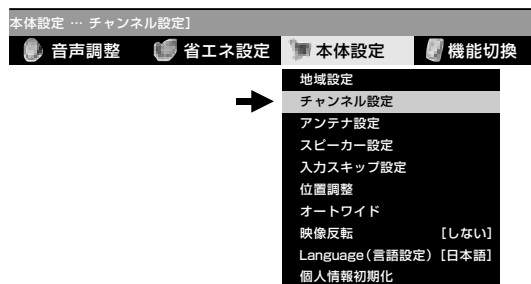 本体設定 … チャンネル設定]
音声調整 省エネ設定 本体設定 機能切換
地域設定
チャンネル設定
アンテナ設定
スピーカー設定
入力スキップ設定
位置調整
オートワイド
映像反転 [しない]
Language(言語設定) [日本語]
個人情報初期化